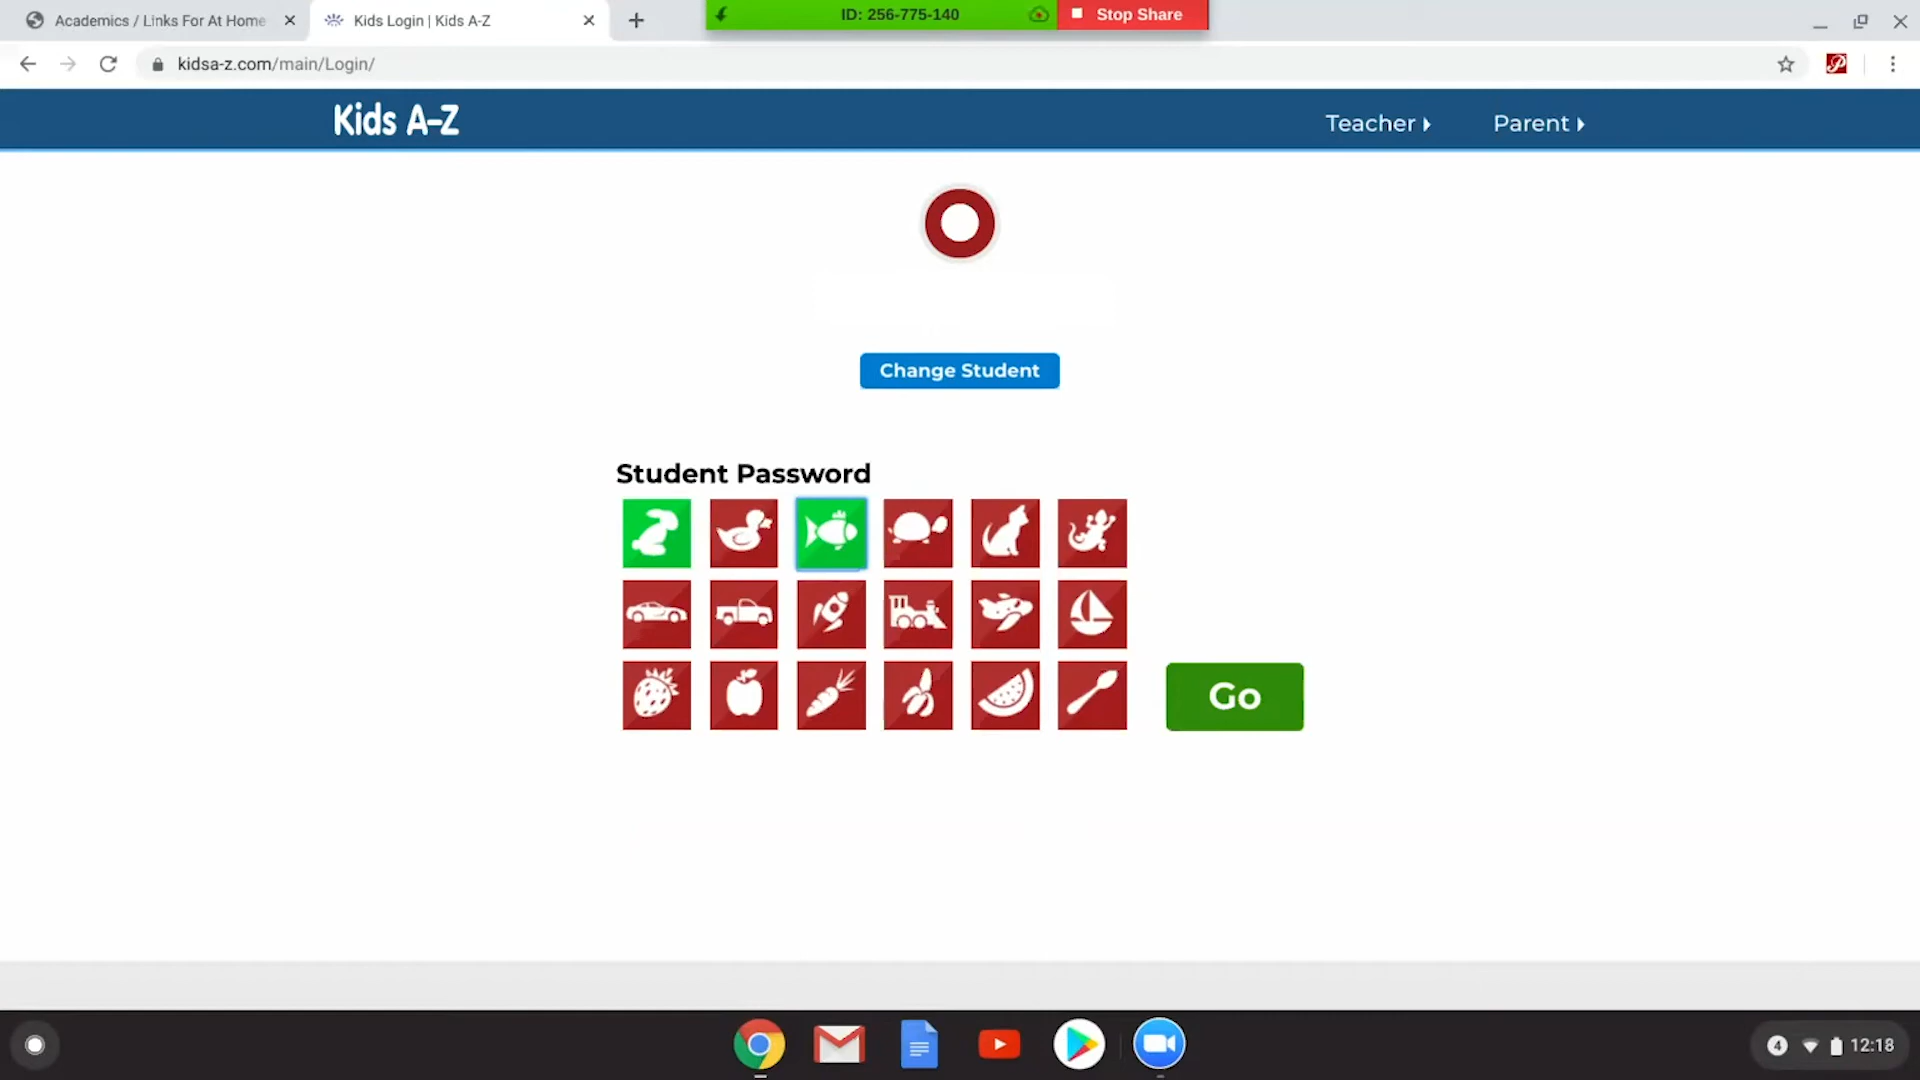 Academics / Links For At Home
Kids Login | Kids A-Z
ID: 256-775-140
Stop Share
kidsa-z.com/main/Login/
Kids A-Z
Teacher
Parent
Change Student
Student Password
Go
4
12:18